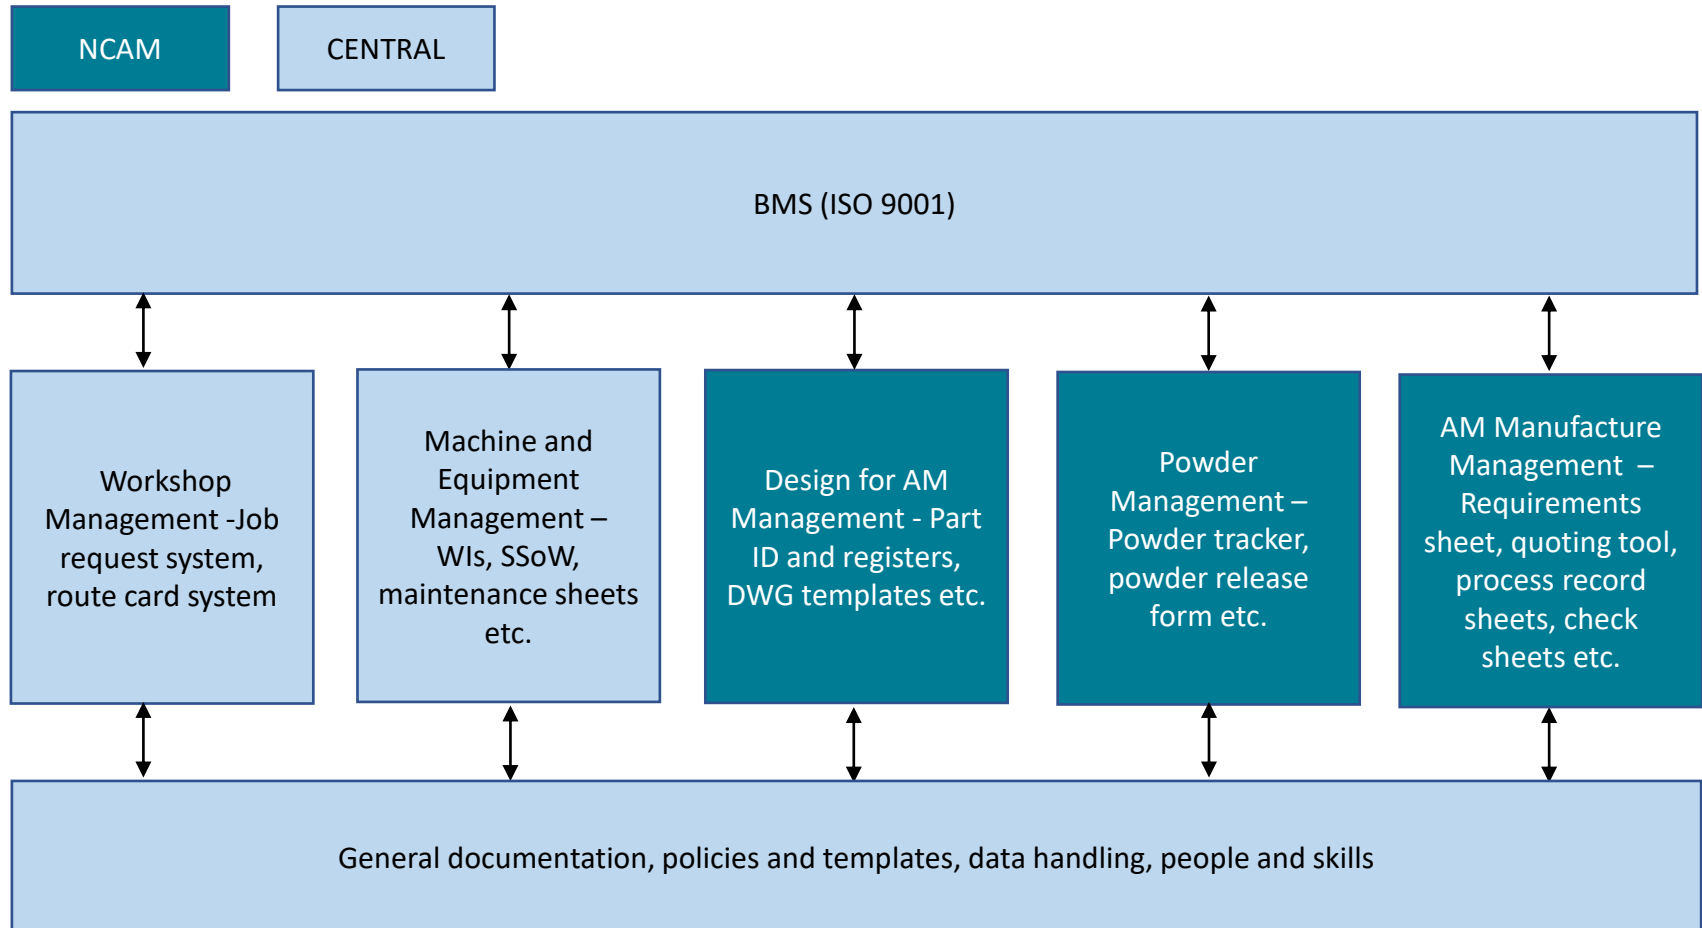 NCAM
CENTRAL
BMS (ISO 9001)
Workshop
Management -Job
request system,
route card system
Machine and
Equipment
Management –
WIs, SSoW,
maintenance sheets
etc.
Design for AM
Management - Part
ID and registers,
DWG templates etc.
Powder
Management –
Powder tracker,
powder release
form etc.
AM Manufacture
Management –
Requirements
sheet, quoting tool,
process record
sheets, check
sheets etc.
General documentation, policies and templates, data handling, people and skills